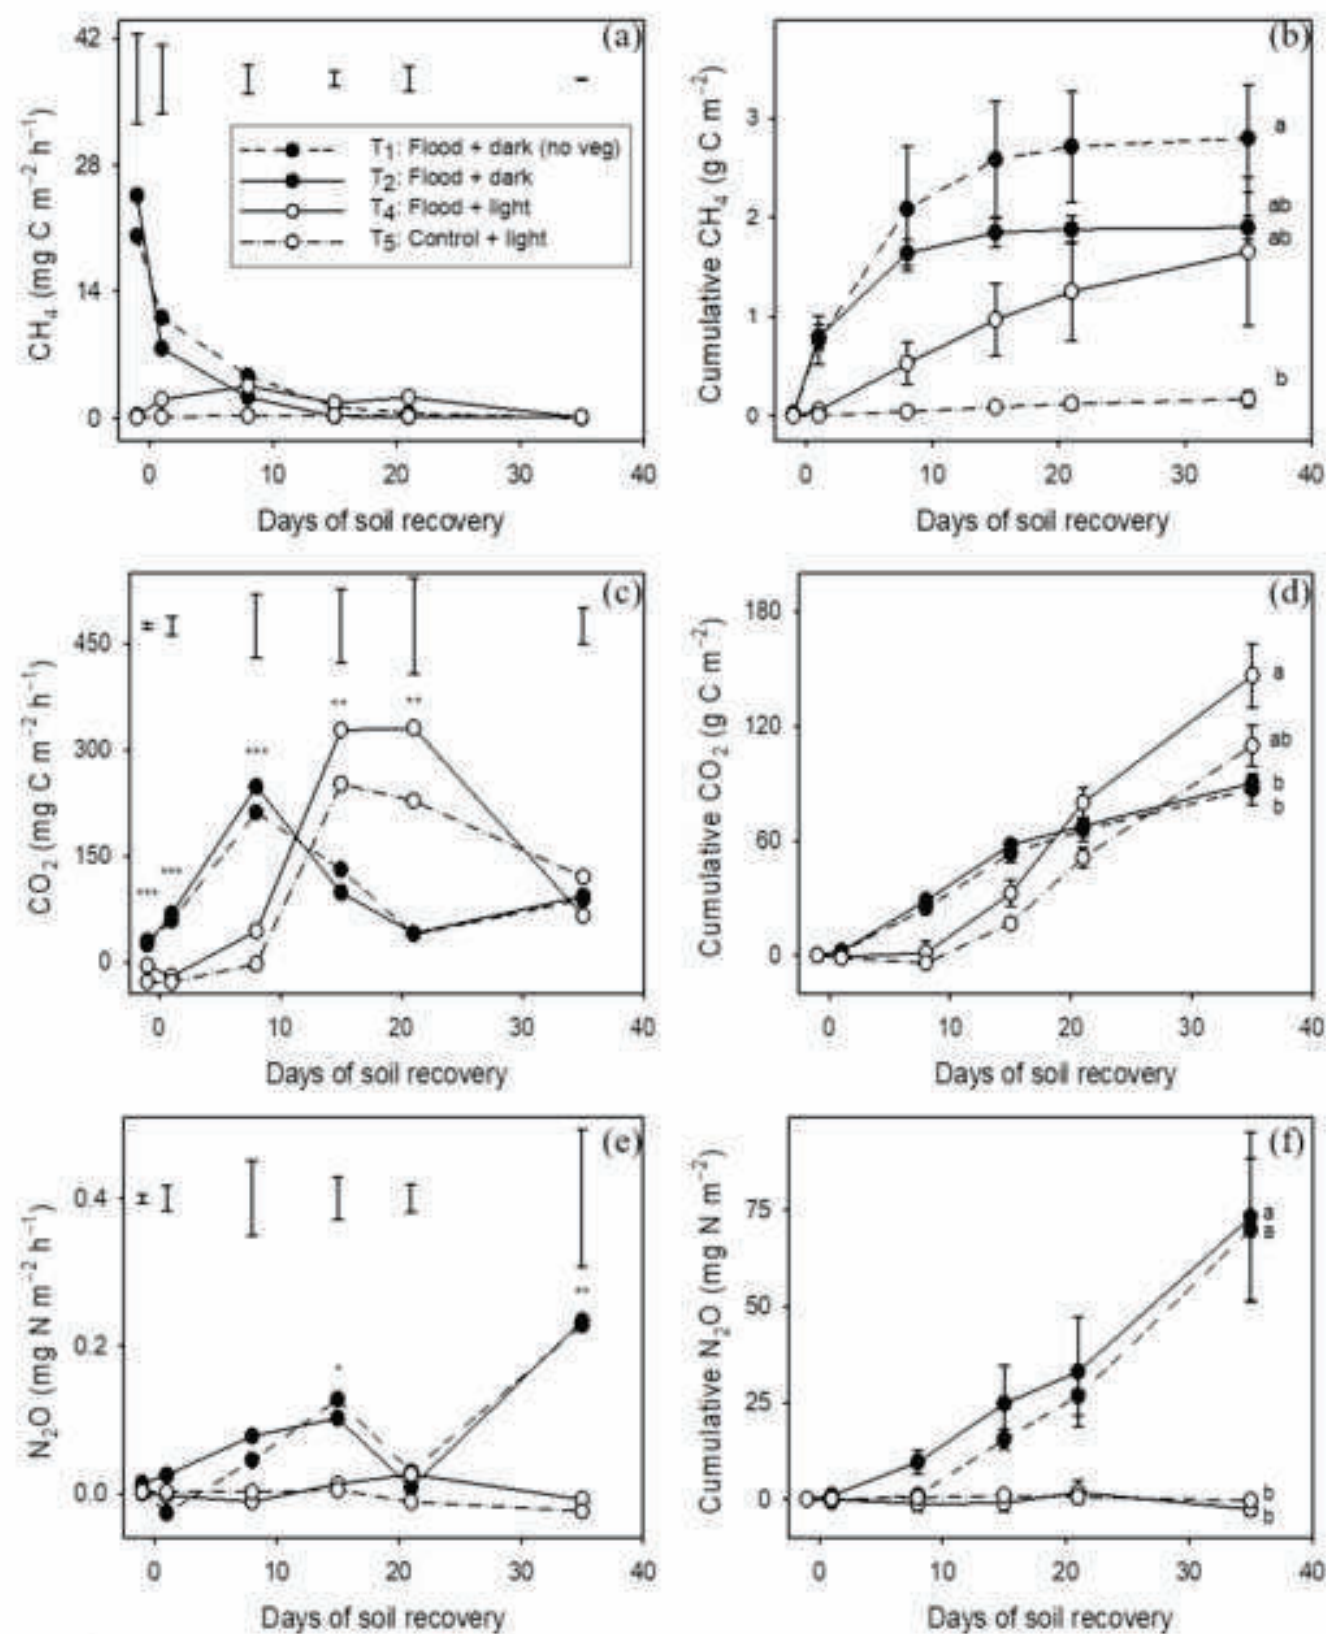 (a)
42
28
14
0
CH₄ (mg C m⁻² h⁻¹)
T₁: Flood + dark (no veg)
T₂: Flood + dark
T₄: Flood + light
T₅: Control + light
0 10 20 30 40
Days of soil recovery
(b)
3
2
1
0
Cumulative CH₄ (g C m⁻²)
a
ab
ab
b
0 10 20 30 40
Days of soil recovery
(c)
450
300
150
0
CO₂ (mg C m⁻² h⁻¹)
*** *** *** ** **
0 10 20 30 40
Days of soil recovery
(d)
180
120
60
0
Cumulative CO₂ (g C m⁻²)
a
ab
b
b
0 10 20 30 40
Days of soil recovery
(e)
0.4
0.2
0.0
N₂O (mg N m⁻² h⁻¹)
* **
0 10 20 30 40
Days of soil recovery
(f)
75
50
25
0
Cumulative N₂O (mg N m⁻²)
a
a
b
b
0 10 20 30 40
Days of soil recovery